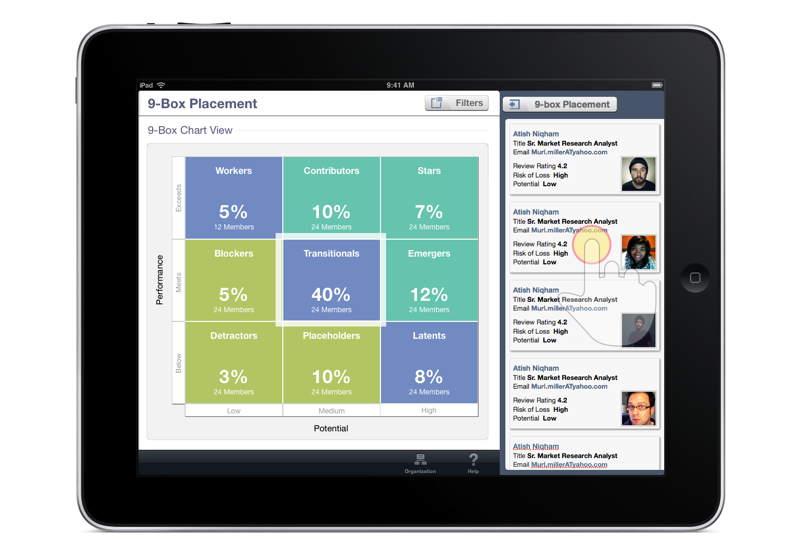 iPad
9:41 AM
9-Box Placement
Filters
9-box Placement
9-Box Chart View
Performance
Exceeds
Meets
Below
Workers
5%
12 Members
Contributors
10%
24 Members
Stars
7%
24 Members
Blockers
5%
24 Members
Transitionals
40%
24 Members
Emergers
12%
24 Members
Detractors
3%
24 Members
Placeholders
10%
24 Members
Latents
8%
24 Members
Low
Medium
High
Potential
Organization
?
Help
Atish Niqham
Title Sr. Market Research Analyst
Email Murl.millerATyahoo.com
Review Rating 4.2
Risk of Loss High
Potential Low
Atish Niqham
Title Sr. Market Research Analyst
Email Murl.millerATyahoo.com
Review Rating 4.2
Risk of Loss High
Potential Low
Atish Niqham
Title Sr. Market Research Analyst
Email Murl.millerATyahoo.com
Review Rating 4.2
Risk of Loss High
Potential Low
Atish Niqham
Title Sr. Market Research Analyst
Email Murl.millerATyahoo.com
Review Rating 4.2
Risk of Loss High
Potential Low
Atish Niqham
Title Sr. Market Research Analyst
Email Murl.millerATyahoo.com